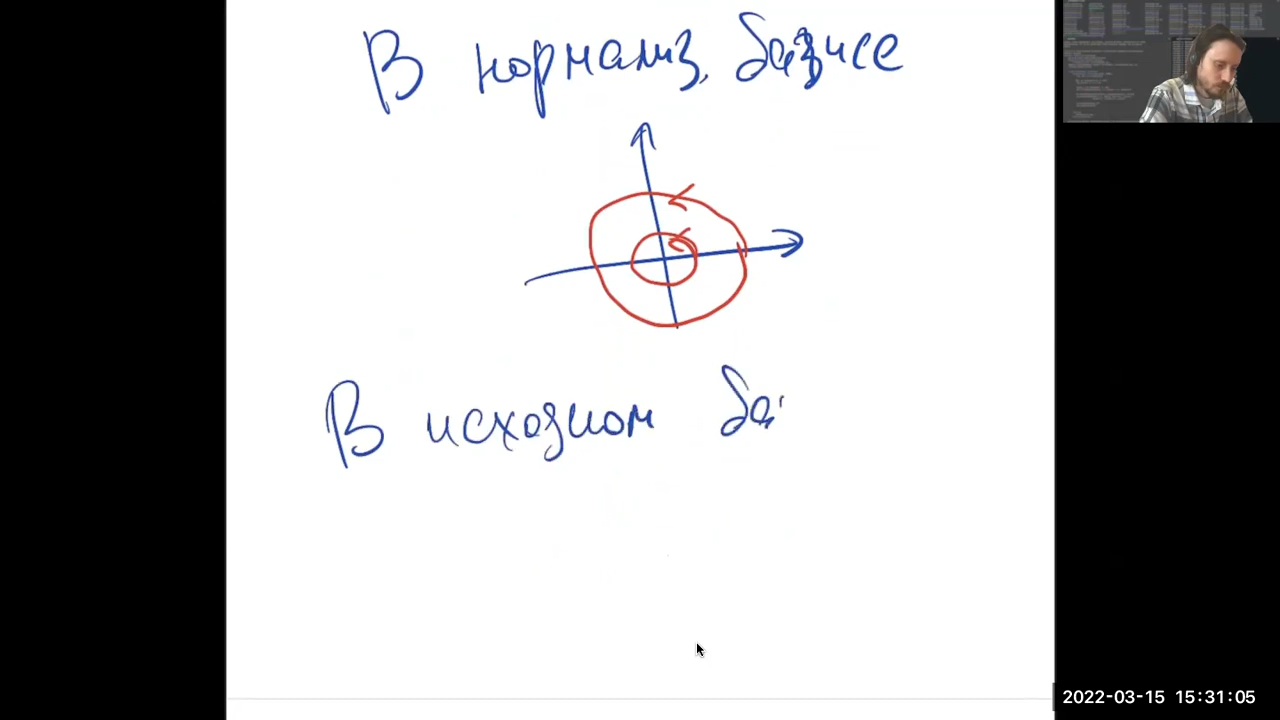 В нормализ. базисе
В исходном ба
2022-03-15 15:31:05